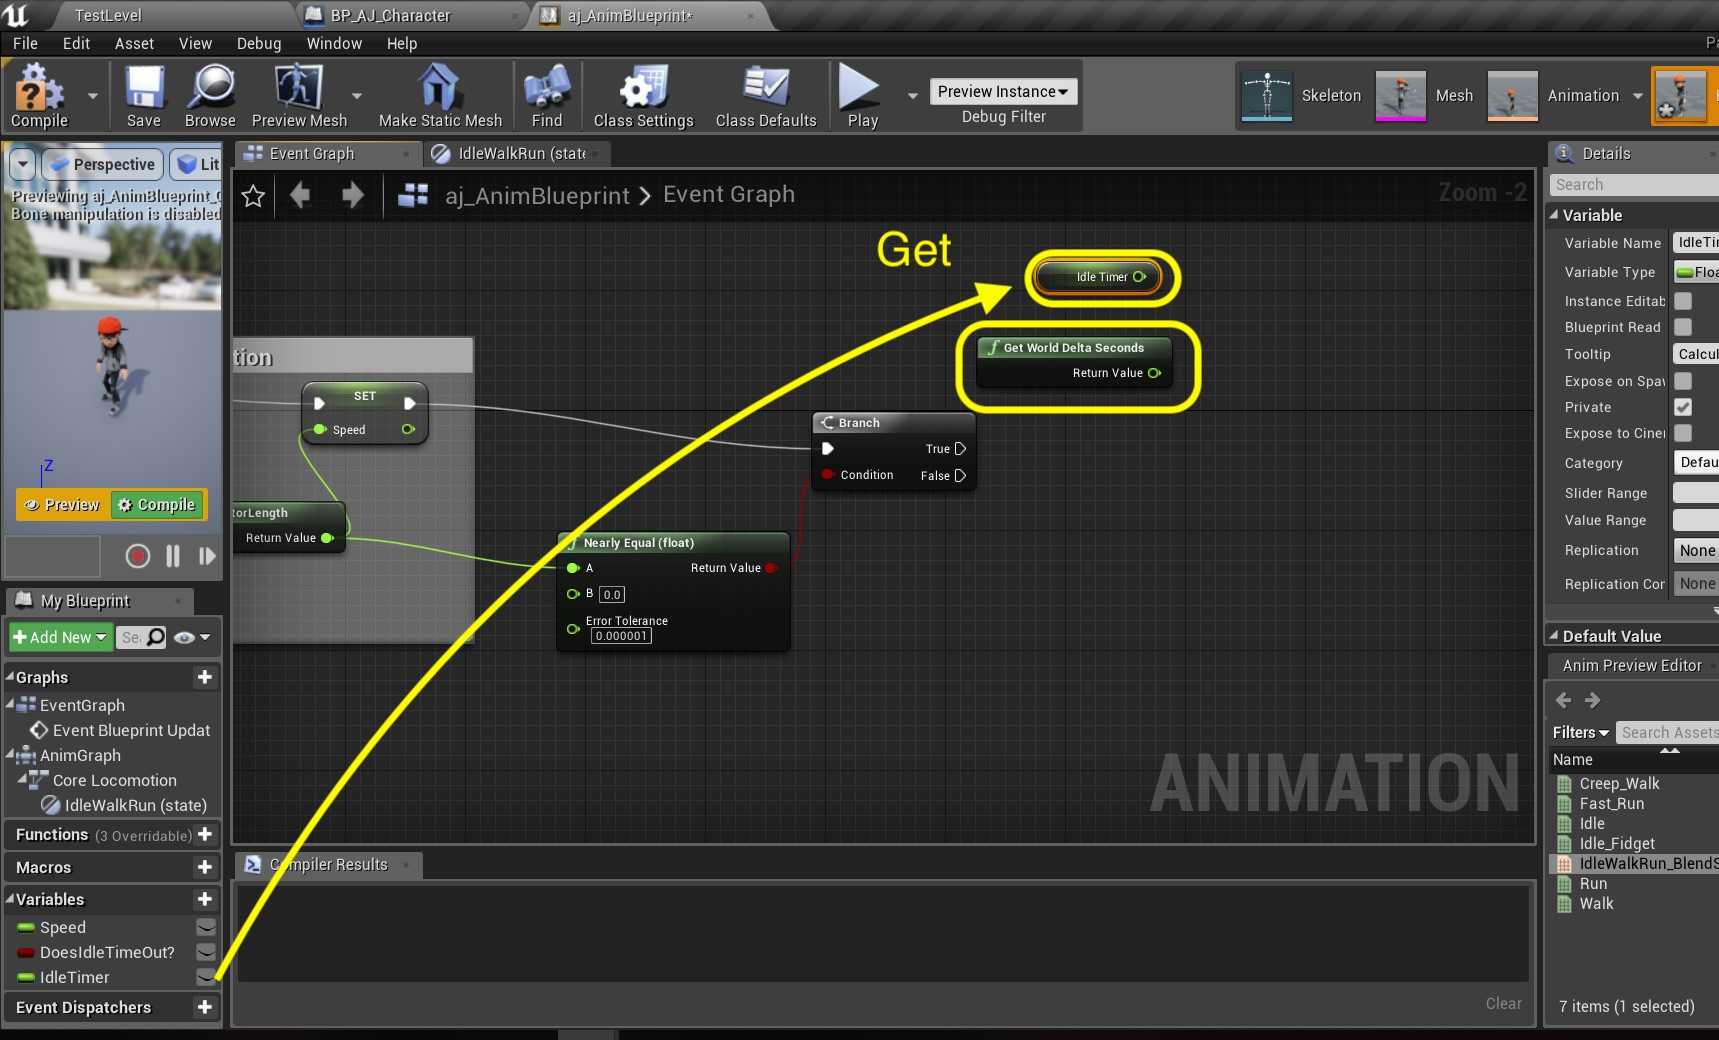 TestLevel
BP_AJ_Character
aj_AnimBlueprint*
File Edit Asset View Debug Window Help
Compile
Save
Browse
Preview Mesh
Make Static Mesh
Find
Class Settings
Class Defaults
Play
Preview Instance
Debug Filter
Skeleton
Mesh
Animation
Perspective
Lit
Previewing aj_AnimBlueprint_
Bone manipulation is disabled
Z
Preview
Compile
Event Graph
IdleWalkRun (stat
aj_AnimBlueprint > Event Graph
Zoom -2
Get
Idle Timer
Get World Delta Seconds
Return Value
tion
SET
Speed
Branch
True
Condition
False
torLength
Return Value
Nearly Equal (float)
A
Return Value
B 0.0
Error Tolerance
0.000001
ANIMATION
My Blueprint
Add New
Graphs
EventGraph
Event Blueprint Updat
AnimGraph
Core Locomotion
IdleWalkRun (state)
Functions (3 Overridable)
Macros
Variables
Speed
DoesIdleTimeOut?
IdleTimer
Event Dispatchers
Compiler Results
Clear
Details
Search
Variable
Variable Name IdleTi
Variable Type Floa
Instance Editab
Blueprint Read
Tooltip Calcul
Expose on Spa
Private
Expose to Cine
Category Defau
Slider Range
Value Range
Replication None
Replication Con None
Default Value
Anim Preview Editor
Filters
Search Assets
Name
Creep_Walk
Fast_Run
Idle
Idle_Fidget
IdleWalkRun_BlendS
Run
Walk
7 items (1 selected)